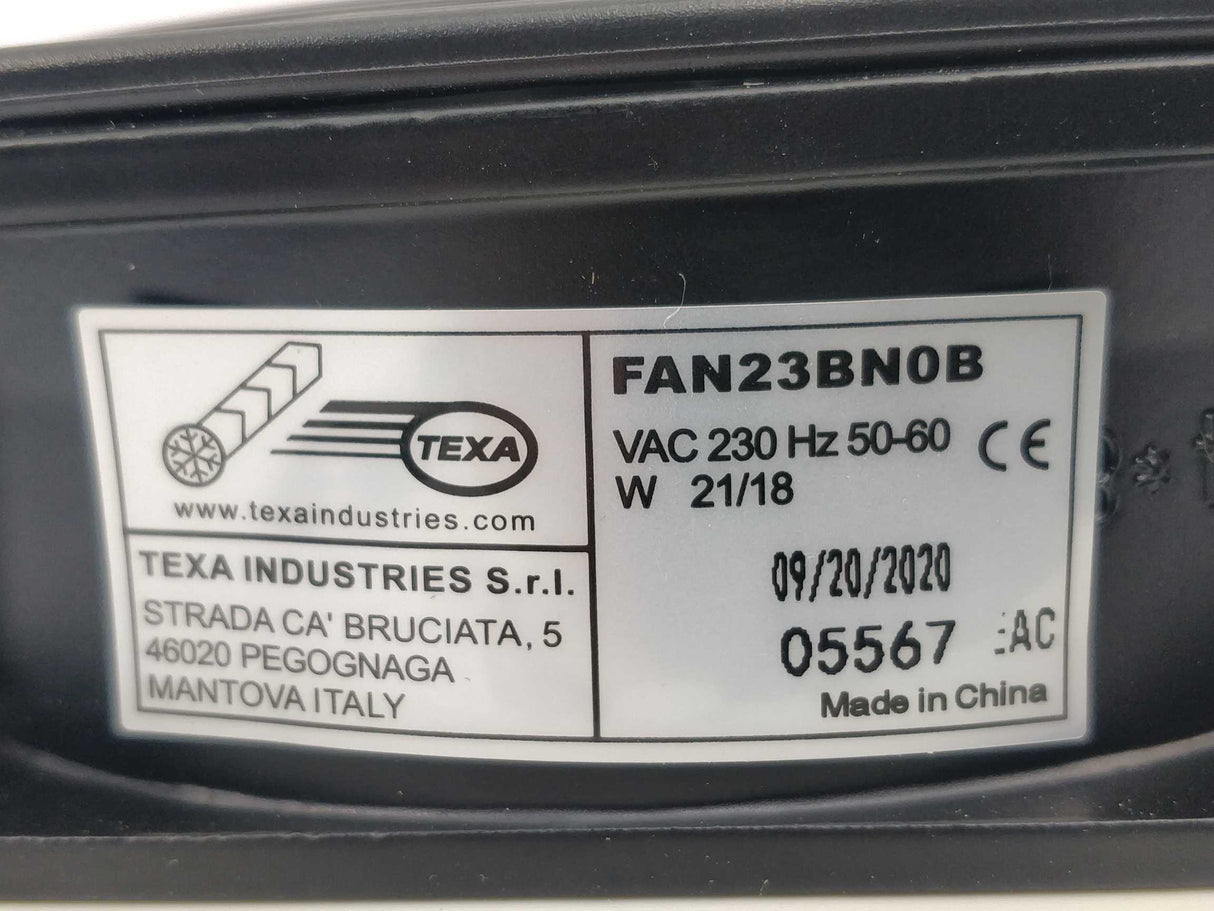 TEXA
www.texaindustries.com
TEXA INDUSTRIES S.r.l.
STRADA CA' BRUCIATA, 5
46020 PEGOGNAGA
MANTOVA ITALY
FAN23BN0B
VAC 230 Hz 50-60 CE
W 21/18
09/20/2020
05567 EAC
Made in China